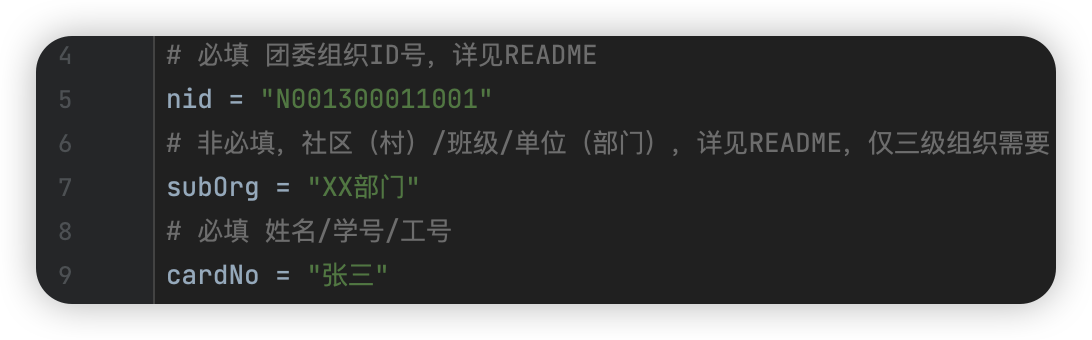 4 # 必填 团委组织ID号，详见README
5 nid = "N001300011001"
6 # 非必填，社区（村）/班级/单位（部门），详见README，仅三级组织需要
7 subOrg = "XX部门"
8 # 必填 姓名/学号/工号
9 cardNo = "张三"